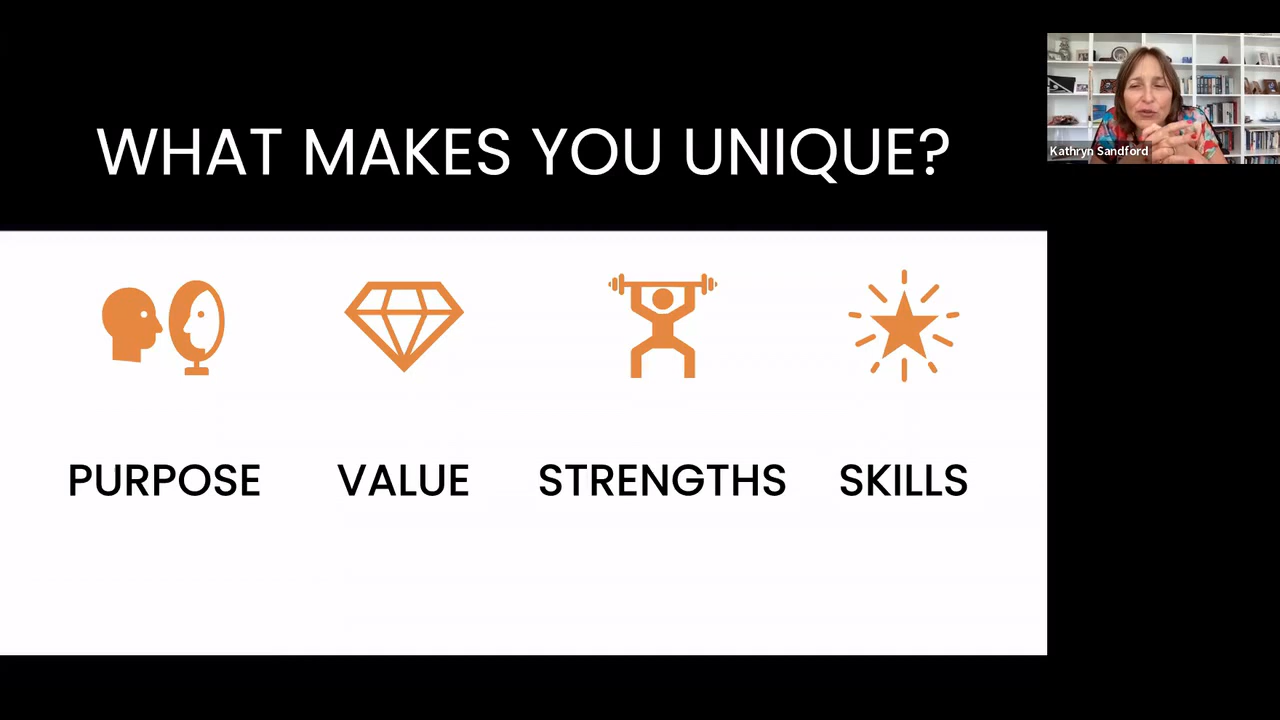 WHAT MAKES YOU UNIQUE?
Kathryn Sandford
PURPOSE
VALUE
STRENGTHS
SKILLS